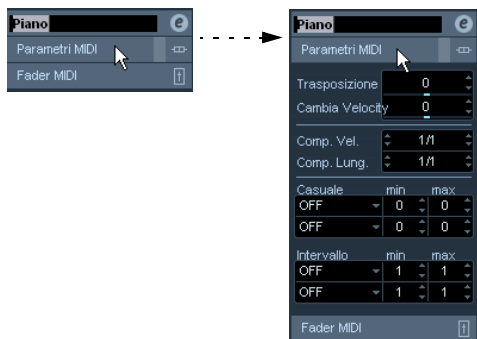 Piano
Parametri MIDI
Fader MIDI
Piano
Parametri MIDI
Trasposizione 0
Cambia Velocity 0
Comp. Vel. 1/1
Comp. Lung. 1/1
Casuale min max
OFF 0 0
OFF 0 0
Intervallo min max
OFF 1 1
OFF 1 1
Fader MIDI